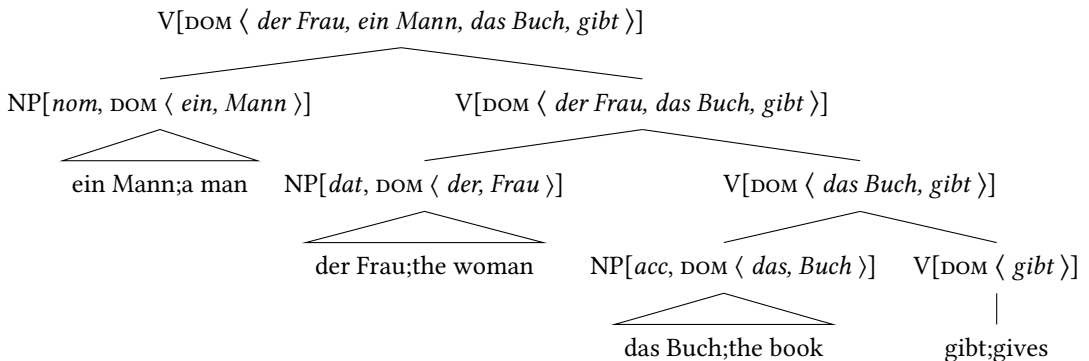 V[DOM ⟨ der Frau, ein Mann, das Buch, gibt ⟩]
NP[nom, DOM ⟨ ein, Mann ⟩] V[DOM ⟨ der Frau, das Buch, gibt ⟩]
ein Mann;a man NP[dat, DOM ⟨ der, Frau ⟩] V[DOM ⟨ das Buch, gibt ⟩]
der Frau;the woman NP[acc, DOM ⟨ das, Buch ⟩] V[DOM ⟨ gibt ⟩]
das Buch;the book gibt;gives